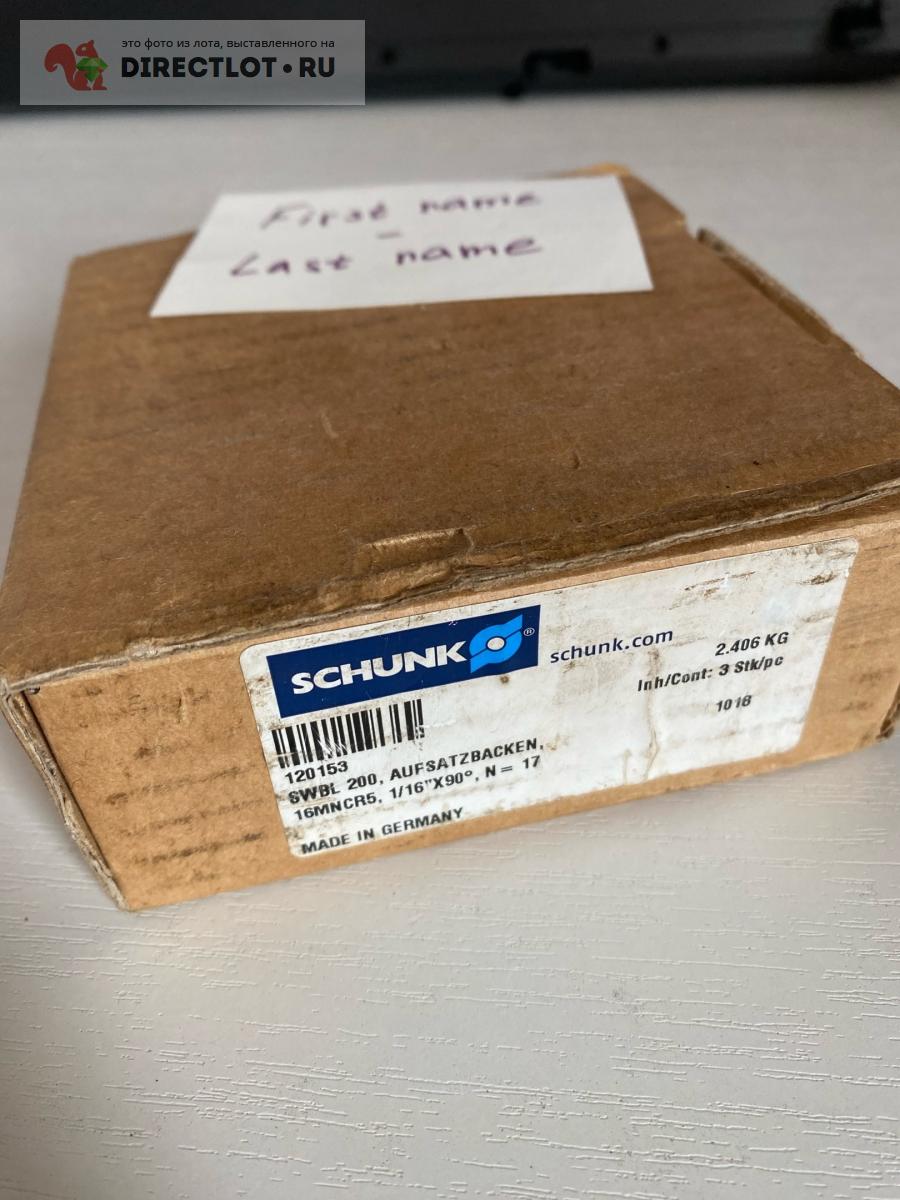 это фото из лота, выставленного на
DIRECTLOT•RU
First name
-
Last name
SCHUNK ®
schunk.com
2.406 KG
Inh/Cont: 3 Stk/pc
1018
120153
SWBL 200, AUFSATZBACKEN,
16MNCR5, 1/16"X90°, N = 17
MADE IN GERMANY